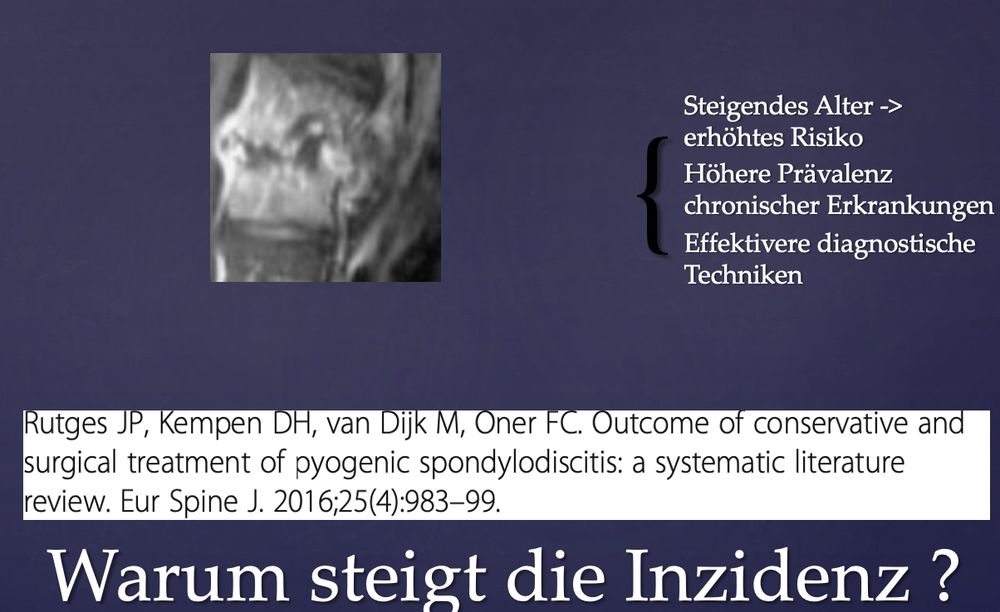 Steigendes Alter ->
erhöhtes Risiko
Höhere Prävalenz
chronischer Erkrankungen
Effektivere diagnostische
Techniken
Rutges JP, Kempen DH, van Dijk M, Oner FC. Outcome of conservative and
surgical treatment of pyogenic spondylodiscitis: a systematic literature
review. Eur Spine J. 2016;25(4):983–99.
Warum steigt die Inzidenz ?